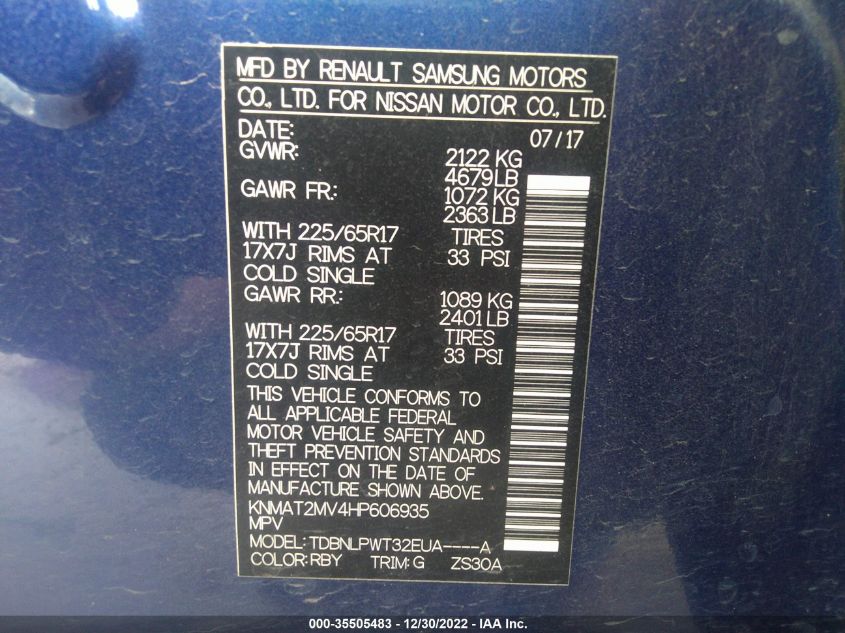 MFD BY RENAULT SAMSUNG MOTORS
CO., LTD. FOR NISSAN MOTOR CO., LTD.
DATE: 07/17
GVWR: 2122 KG
4679 LB
GAWR FR.: 1072 KG
2363 LB
WITH 225/65R17 TIRES
17X7J RIMS AT 33 PSI
COLD SINGLE
GAWR RR.: 1089 KG
2401 LB
WITH 225/65R17 TIRES
17X7J RIMS AT 33 PSI
COLD SINGLE
THIS VEHICLE CONFORMS TO
ALL APPLICABLE FEDERAL
MOTOR VEHICLE SAFETY AND
THEFT PREVENTION STANDARDS
IN EFFECT ON THE DATE OF
MANUFACTURE SHOWN ABOVE.
KNMAT2MV4HP606935
MPV
MODEL: TDBNLPWT32EUA----A
COLOR: RBY TRIM: G ZS30A
000-35505483 - 12/30/2022 - IAA Inc.